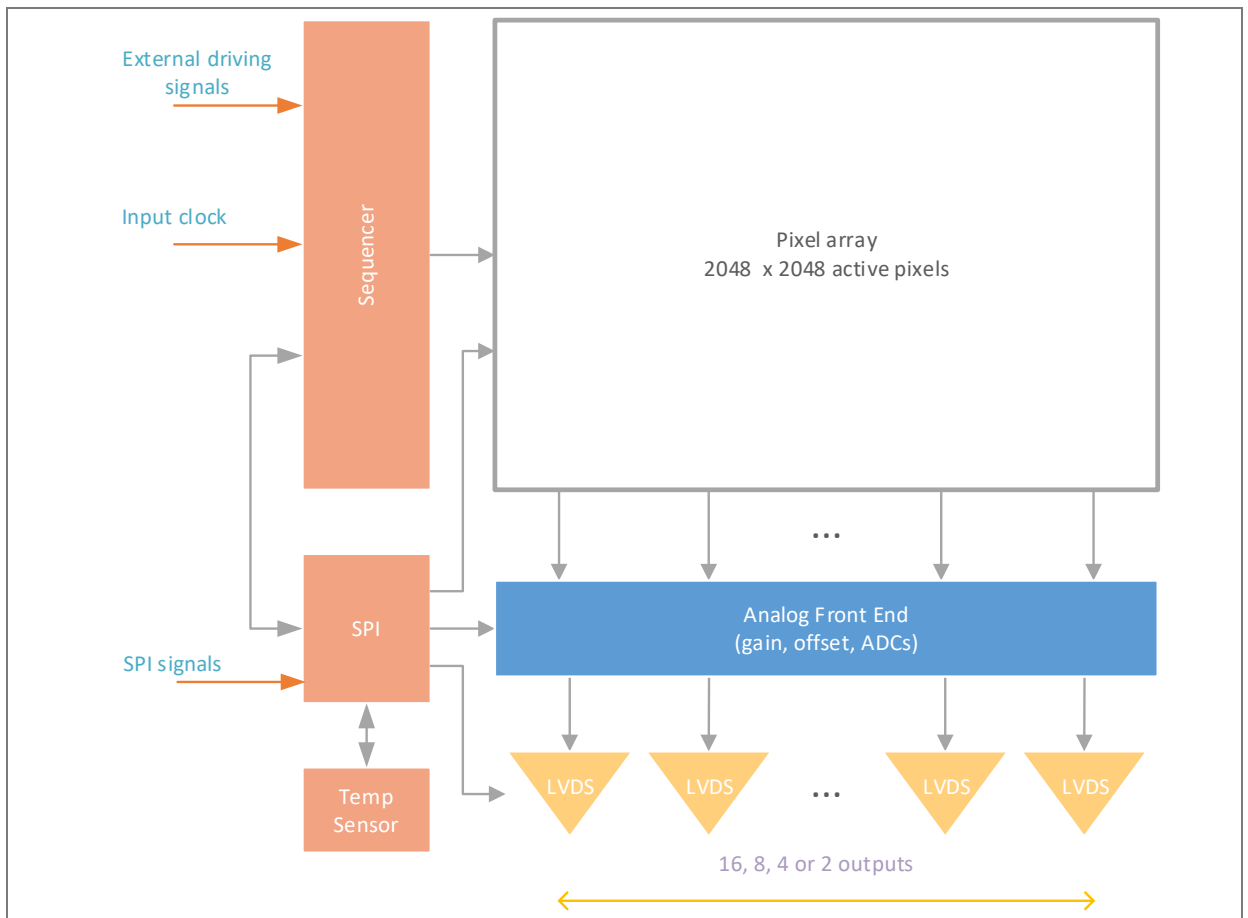 External driving
signals
Input clock
Sequencer
Pixel array
2048 x 2048 active pixels
...
SPI
SPI signals
Analog Front End
(gain, offset, ADCs)
Temp
Sensor
LVDS
LVDS
...
LVDS
LVDS
16, 8, 4 or 2 outputs